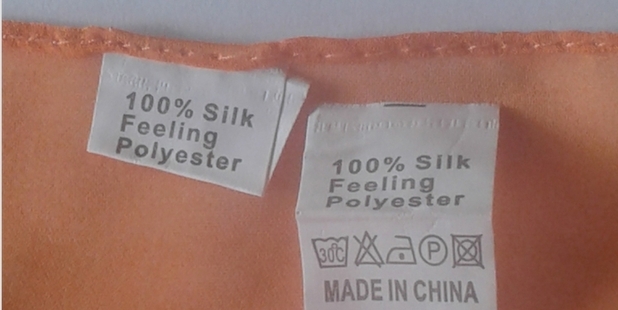 100% Silk
Feeling
Polyester
100% Silk
Feeling
Polyester
30°C P
MADE IN CHINA